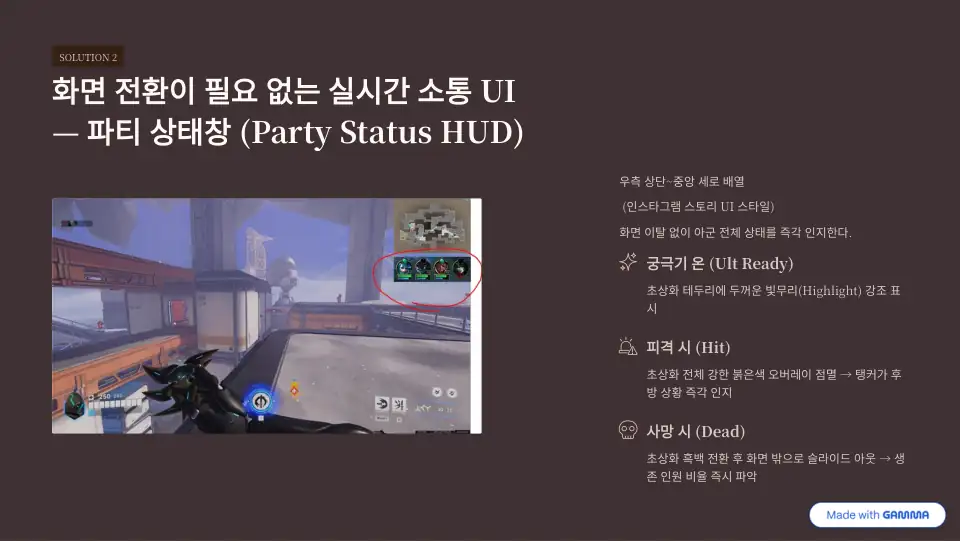 SOLUTION 2
화면 전환이 필요 없는 실시간 소통 UI
— 파티 상태창 (Party Status HUD)
우측 상단~중앙 세로 배열
(인스타그램 스토리 UI 스타일)
화면 이탈 없이 아군 전체 상태를 즉각 인지한다.
궁극기 온 (Ult Ready)
초상화 테두리에 두꺼운 빛무리(Highlight) 강조 표
시
피격 시 (Hit)
초상화 전체 강한 붉은색 오버레이 점멸 → 탱커가 후
방 상황 즉각 인지
사망 시 (Dead)
초상화 흑백 전환 후 화면 밖으로 슬라이드 아웃 → 생
존 인원 비율 즉시 파악
Made with GAMMA